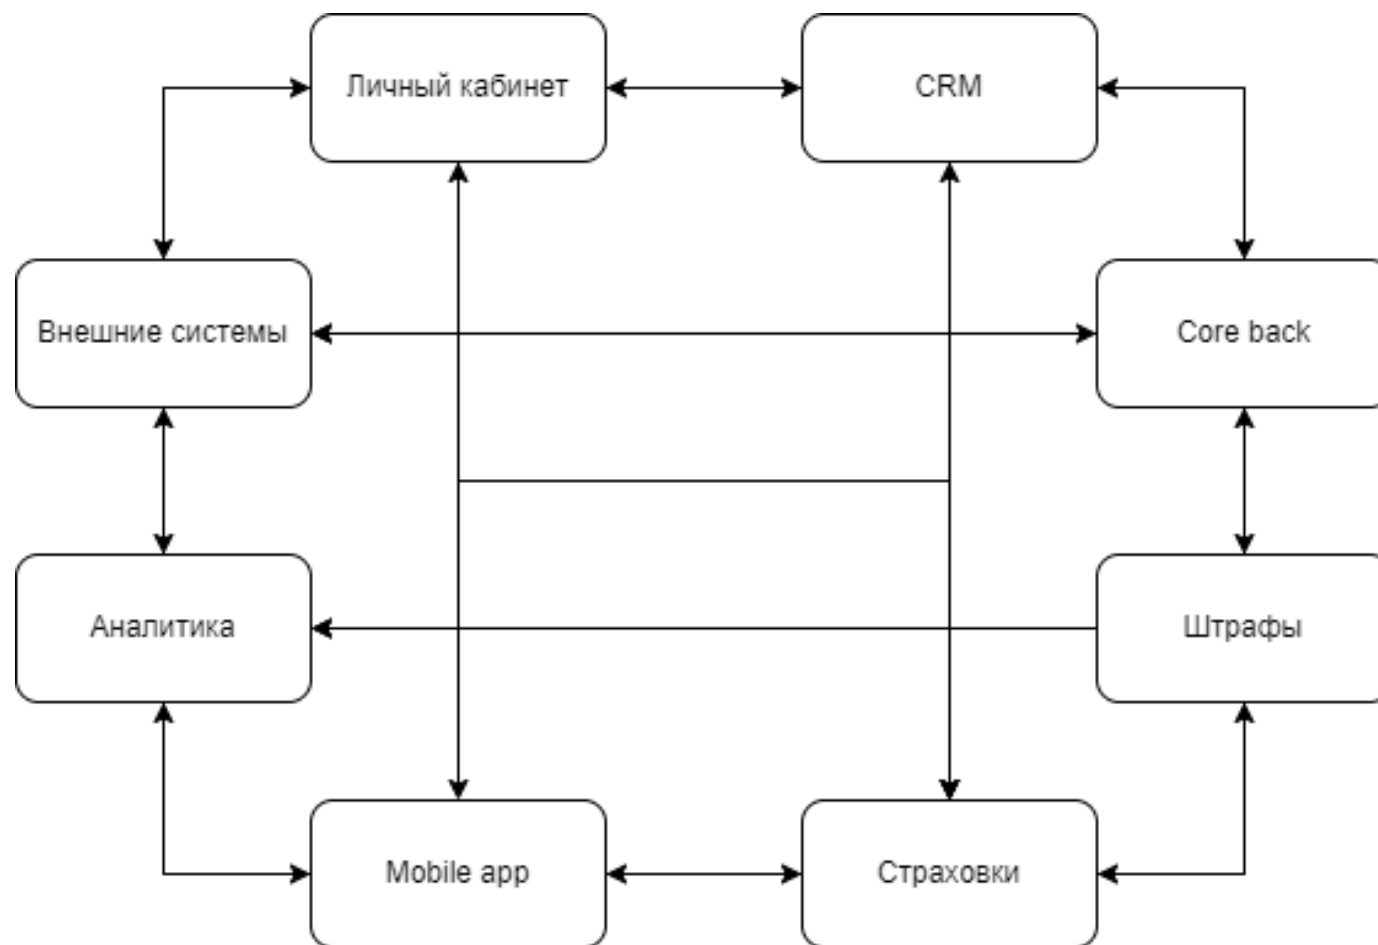 Личный кабинет
CRM
Внешние системы
Core back
Аналитика
Штрафы
Mobile app
Страховки